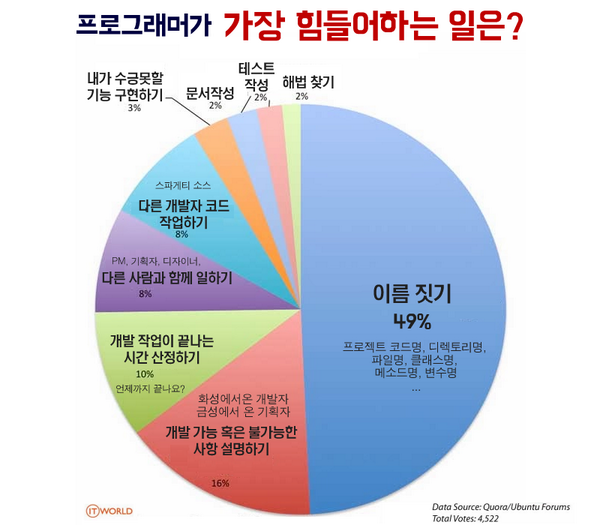 프로그래머가 가장 힘들어하는 일은?
내가 수긍못할
기능 구현하기
3%
문서작성
2%
테스트
작성
2%
해법 찾기
2%
스파게티 소스
다른 개발자 코드
작업하기
8%
PM, 기획자, 디자이너,
다른 사람과 함께 일하기
8%
개발 작업이 끝나는
시간 산정하기
10%
언제까지 끝나요?
화성에서온 개발자
금성에서 온 기획자
개발 가능 혹은 불가능한
사항 설명하기
16%
이름 짓기
49%
프로젝트 코드명, 디렉토리명,
파일명, 클래스명,
메소드명, 변수명
...
ITWORLD
Data Source: Quora/Ubuntu Forums
Total Votes: 4,522